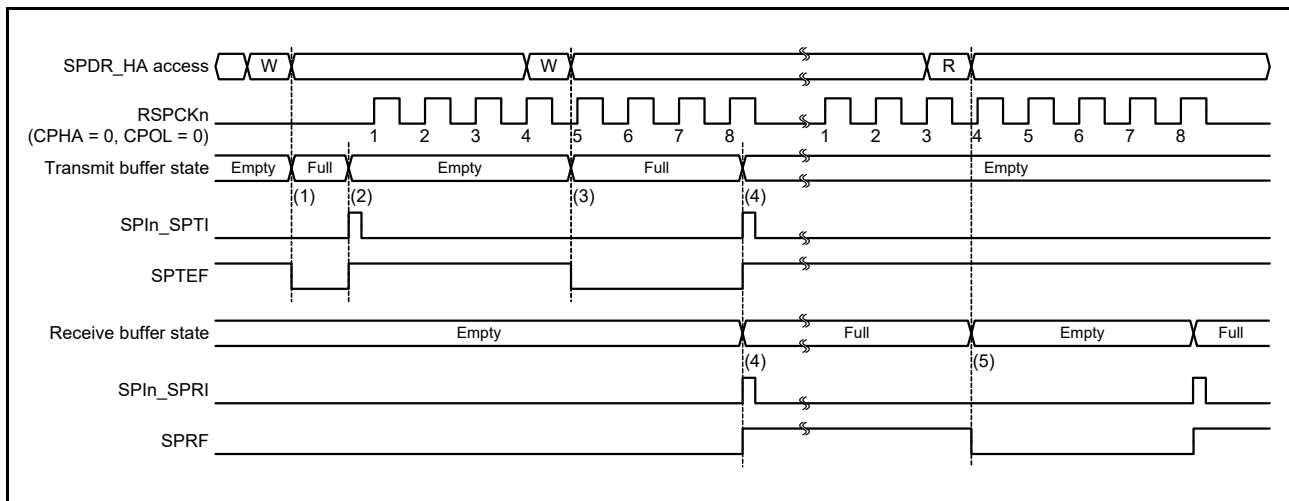 SPDR_HA access W W R
RSPCKn
(CPHA = 0, CPOL = 0)
1 2 3 4 5 6 7 8 1 2 3 4 5 6 7 8
Transmit buffer state Empty Full Empty Full Empty
(1) (2) (3) (4)
SPIn_SPTI
SPTEF
Receive buffer state Empty Full Empty Full
(4) (5)
SPIn_SPRI
SPRF